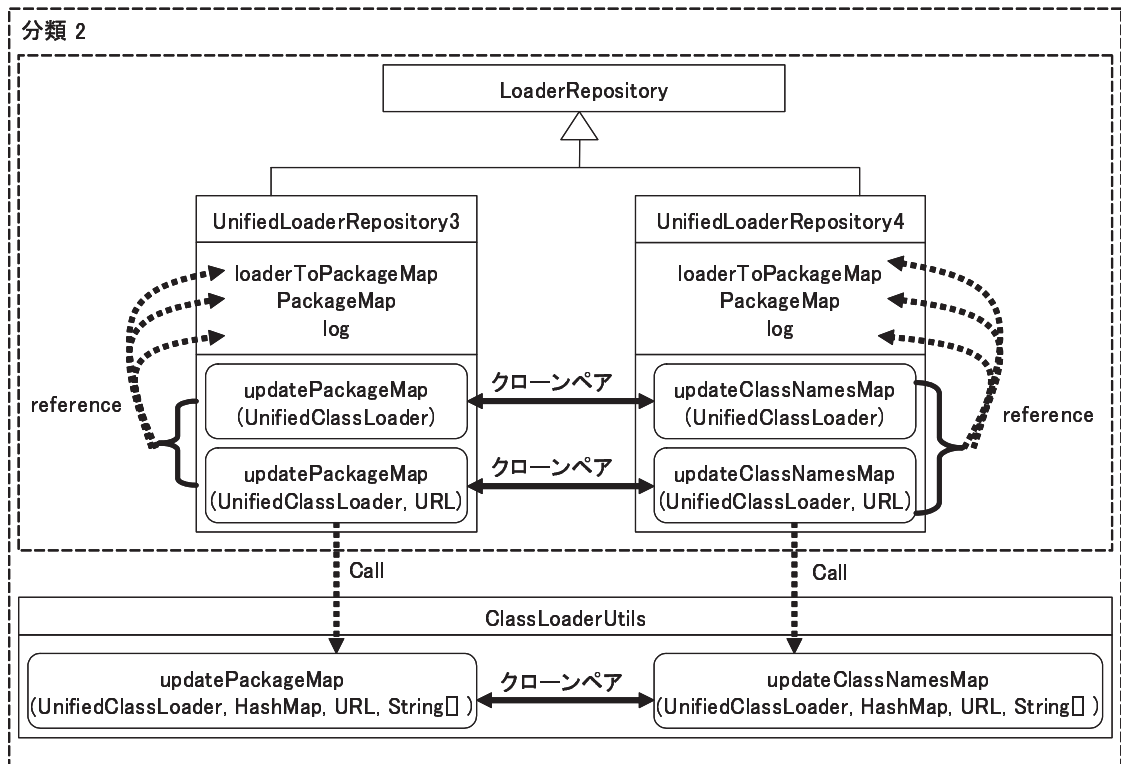 分類 2
LoaderRepository
UnifiedLoaderRepository3
loaderToPackageMap
PackageMap
log
reference
updatePackageMap
(UnifiedClassLoader)
updatePackageMap
(UnifiedClassLoader, URL)
クローンペア
クローンペア
UnifiedLoaderRepository4
loaderToPackageMap
PackageMap
log
updateClassNamesMap
(UnifiedClassLoader)
updateClassNamesMap
(UnifiedClassLoader, URL)
reference
Call
Call
ClassLoaderUtils
updatePackageMap
(UnifiedClassLoader, HashMap, URL, String[] )
クローンペア
updateClassNamesMap
(UnifiedClassLoader, HashMap, URL, String[] )